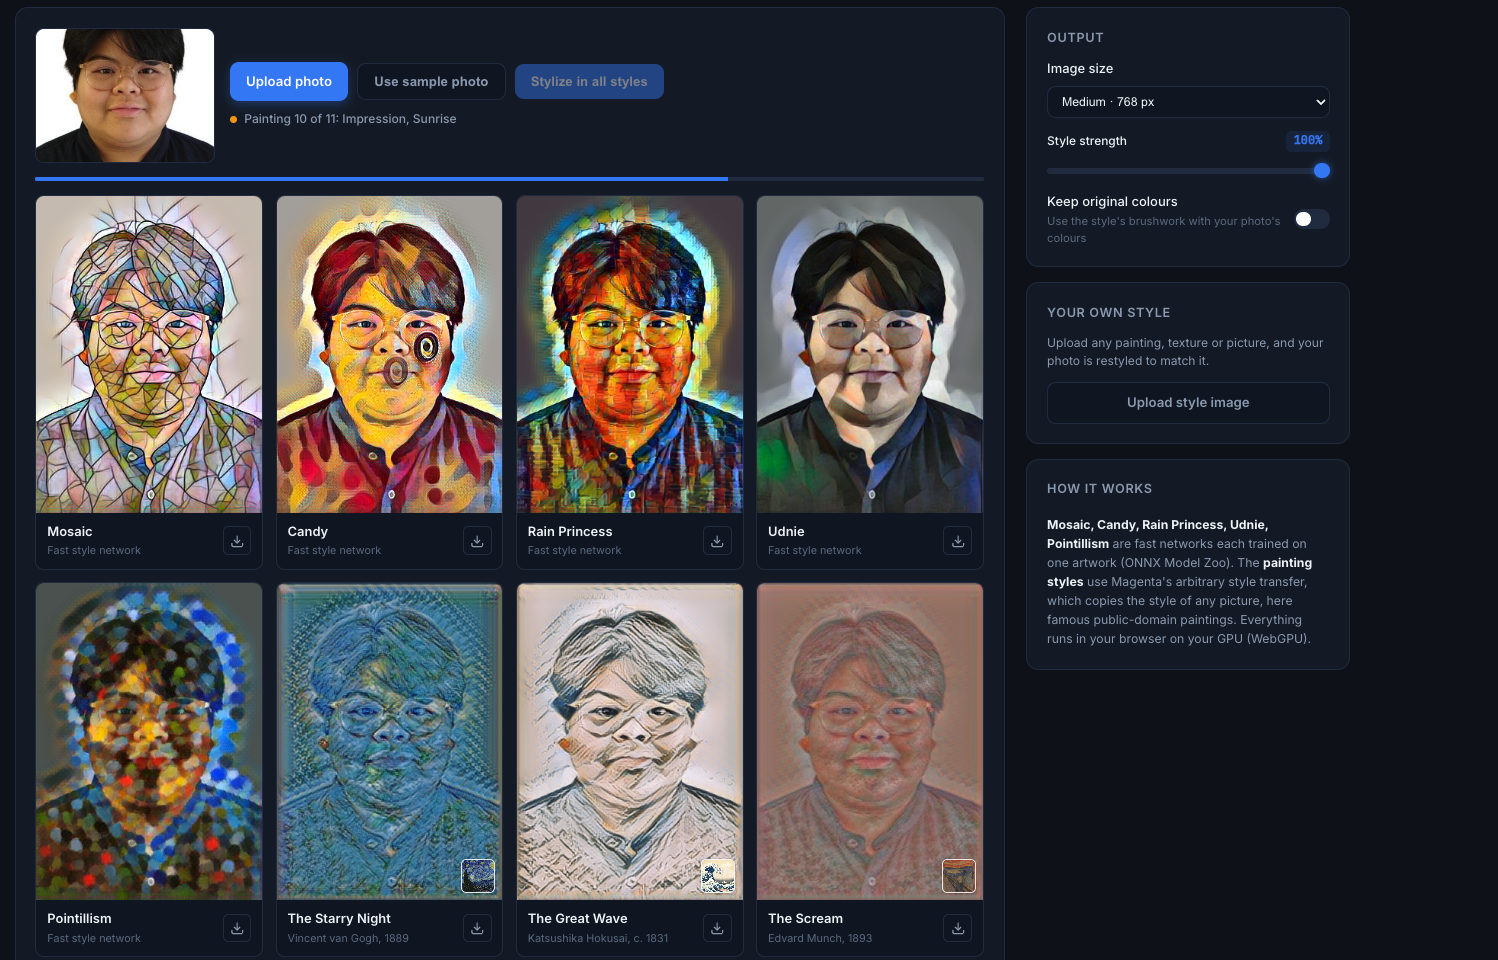 Upload photo
Use sample photo
Stylize in all styles
Painting 10 of 11: Impression, Sunrise
Mosaic
Fast style network
Candy
Fast style network
Rain Princess
Fast style network
Udnie
Fast style network
Pointillism
Fast style network
The Starry Night
Vincent van Gogh, 1889
The Great Wave
Katsushika Hokusai, c. 1831
The Scream
Edvard Munch, 1893
OUTPUT
Image size
Medium · 768 px
Style strength
100%
Keep original colours
Use the style's brushwork with your photo's
colours
YOUR OWN STYLE
Upload any painting, texture or picture, and your
photo is restyled to match it.
Upload style image
HOW IT WORKS
Mosaic, Candy, Rain Princess, Udnie,
Pointillism are fast networks each trained on
one artwork (ONNX Model Zoo). The painting
styles use Magenta's arbitrary style transfer,
which copies the style of any picture, here
famous public-domain paintings. Everything
runs in your browser on your GPU (WebGPU).